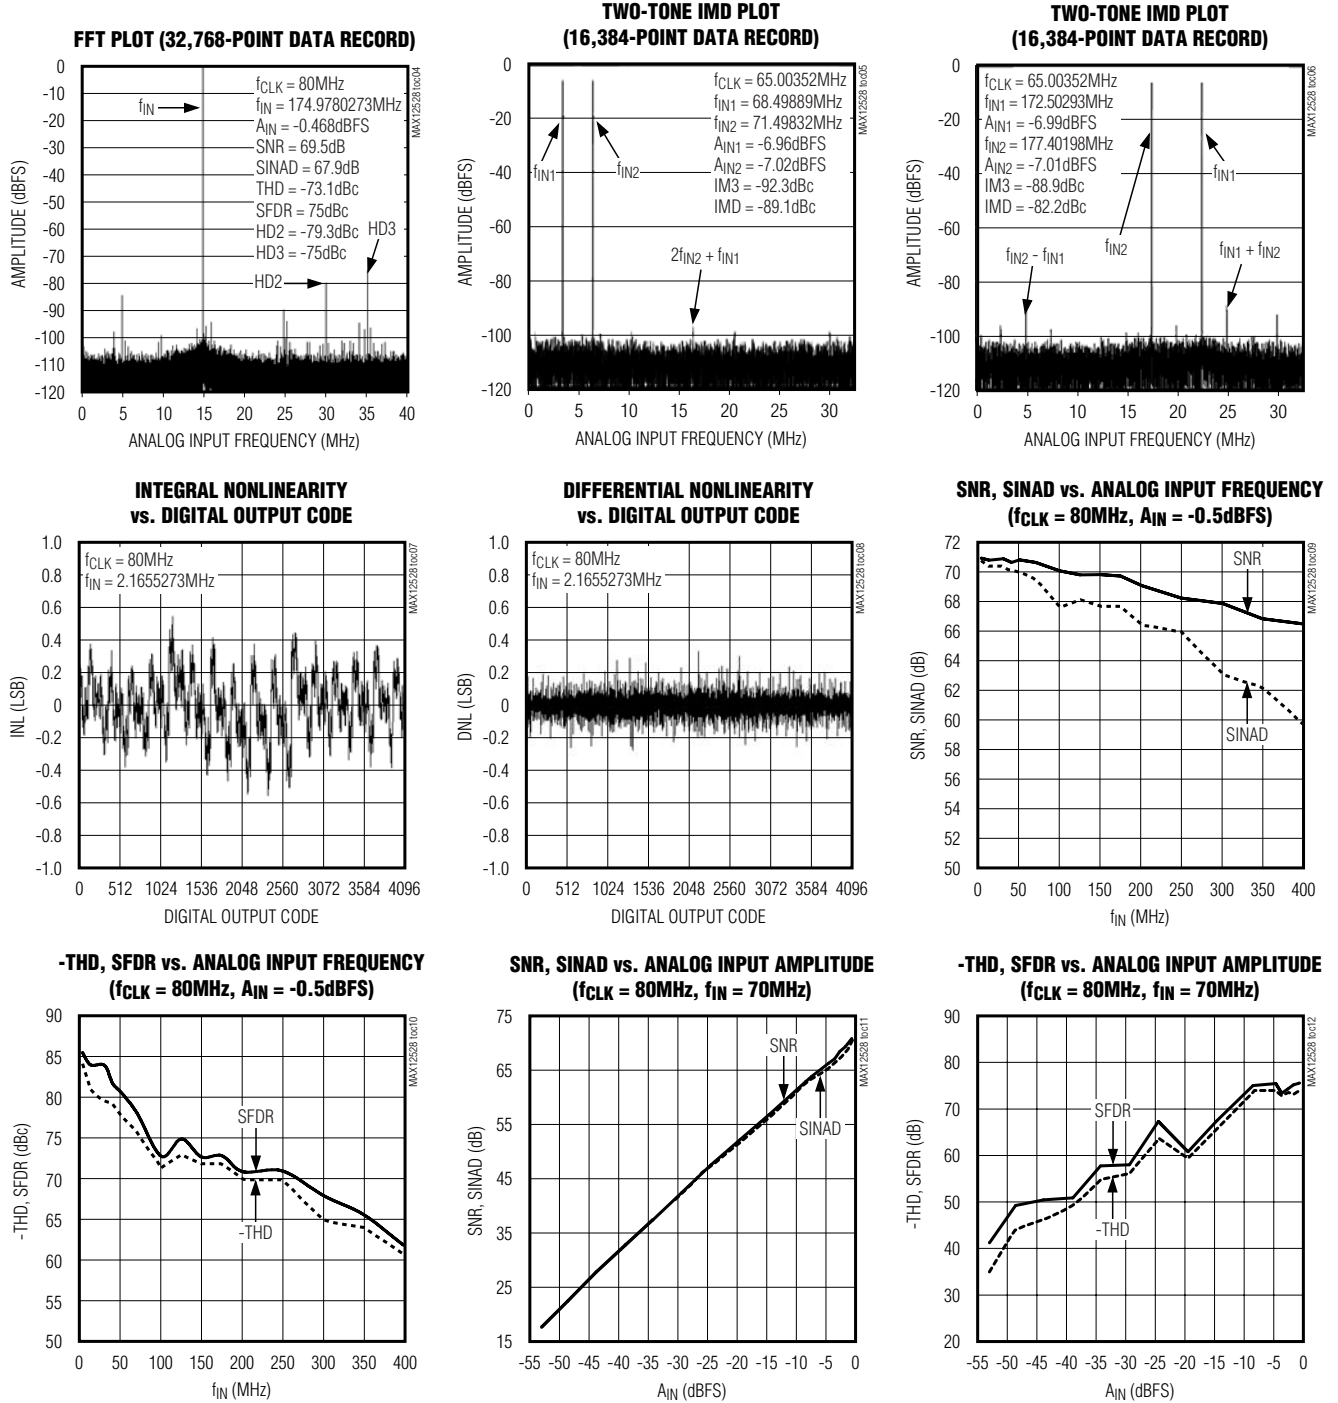 FFT PLOT (32,768-POINT DATA RECORD)
0
-10
-20
-30
-40
-50
-60
-70
-80
-90
-100
-110
-120
AMPLITUDE (dBFS)
fIN
fCLK = 80MHz
fIN = 174.9780273MHz
AIN = -0.468dBFS
SNR = 69.5dB
SINAD = 67.9dB
THD = -73.1dBc
SFDR = 75dBc
HD2 = -79.3dBc
HD3 = -75dBc
HD3
HD2
MAX12528 toc04
0 5 10 15 20 25 30 35 40
ANALOG INPUT FREQUENCY (MHz)
TWO-TONE IMD PLOT
(16,384-POINT DATA RECORD)
0
-20
-40
-60
-80
-100
-120
AMPLITUDE (dBFS)
fCLK = 65.00352MHz
fIN1 = 68.49889MHz
fIN2 = 71.49832MHz
AIN1 = -6.96dBFS
AIN2 = -7.02dBFS
IM3 = -92.3dBc
IMD = -89.1dBc
fIN1
fIN2
2fIN2 + fIN1
MAX12528 toc05
0 5 10 15 20 25 30
ANALOG INPUT FREQUENCY (MHz)
TWO-TONE IMD PLOT
(16,384-POINT DATA RECORD)
0
-20
-40
-60
-80
-100
-120
AMPLITUDE (dBFS)
fCLK = 65.00352MHz
fIN1 = 172.50293MHz
AIN1 = -6.99dBFS
fIN2 = 177.40198MHz
AIN2 = -7.01dBFS
IM3 = -88.9dBc
IMD = -82.2dBc
fIN1
fIN2
fIN2 - fIN1
fIN1 + fIN2
MAX12528 toc06
0 5 10 15 20 25 30
ANALOG INPUT FREQUENCY (MHz)
INTEGRAL NONLINEARITY
vs. DIGITAL OUTPUT CODE
1.0
0.8
0.6
0.4
0.2
0
-0.2
-0.4
-0.6
-0.8
-1.0
INL (LSB)
fCLK = 80MHz
fIN = 2.1655273MHz
MAX12528 toc07
0 512 1024 1536 2048 2560 3072 3584 4096
DIGITAL OUTPUT CODE
DIFFERENTIAL NONLINEARITY
vs. DIGITAL OUTPUT CODE
1.0
0.8
0.6
0.4
0.2
0
-0.2
-0.4
-0.6
-0.8
-1.0
DNL (LSB)
fCLK = 80MHz
fIN = 2.1655273MHz
MAX12528 toc08
0 512 1024 1536 2048 2560 3072 3584 4096
DIGITAL OUTPUT CODE
SNR, SINAD vs. ANALOG INPUT FREQUENCY
(fCLK = 80MHz, AIN = -0.5dBFS)
72
70
68
66
64
62
60
58
56
54
52
50
SNR, SINAD (dB)
SNR
SINAD
MAX12528 toc09
0 50 100 150 200 250 300 350 400
fIN (MHz)
-THD, SFDR vs. ANALOG INPUT FREQUENCY
(fCLK = 80MHz, AIN = -0.5dBFS)
90
85
80
75
70
65
60
55
50
-THD, SFDR (dBc)
SFDR
-THD
MAX12528 toc10
0 50 100 150 200 250 300 350 400
fIN (MHz)
SNR, SINAD vs. ANALOG INPUT AMPLITUDE
(fCLK = 80MHz, fIN = 70MHz)
75
65
55
45
35
25
15
SNR, SINAD (dB)
SNR
SINAD
MAX12528 toc11
-55 -50 -45 -40 -35 -30 -25 -20 -15 -10 -5 0
AIN (dBFS)
-THD, SFDR vs. ANALOG INPUT AMPLITUDE
(fCLK = 80MHz, fIN = 70MHz)
90
80
70
60
50
40
30
20
-THD, SFDR (dB)
SFDR
-THD
MAX12528 toc12
-55 -50 -45 -40 -35 -30 -25 -20 -15 -10 -5 0
AIN (dBFS)